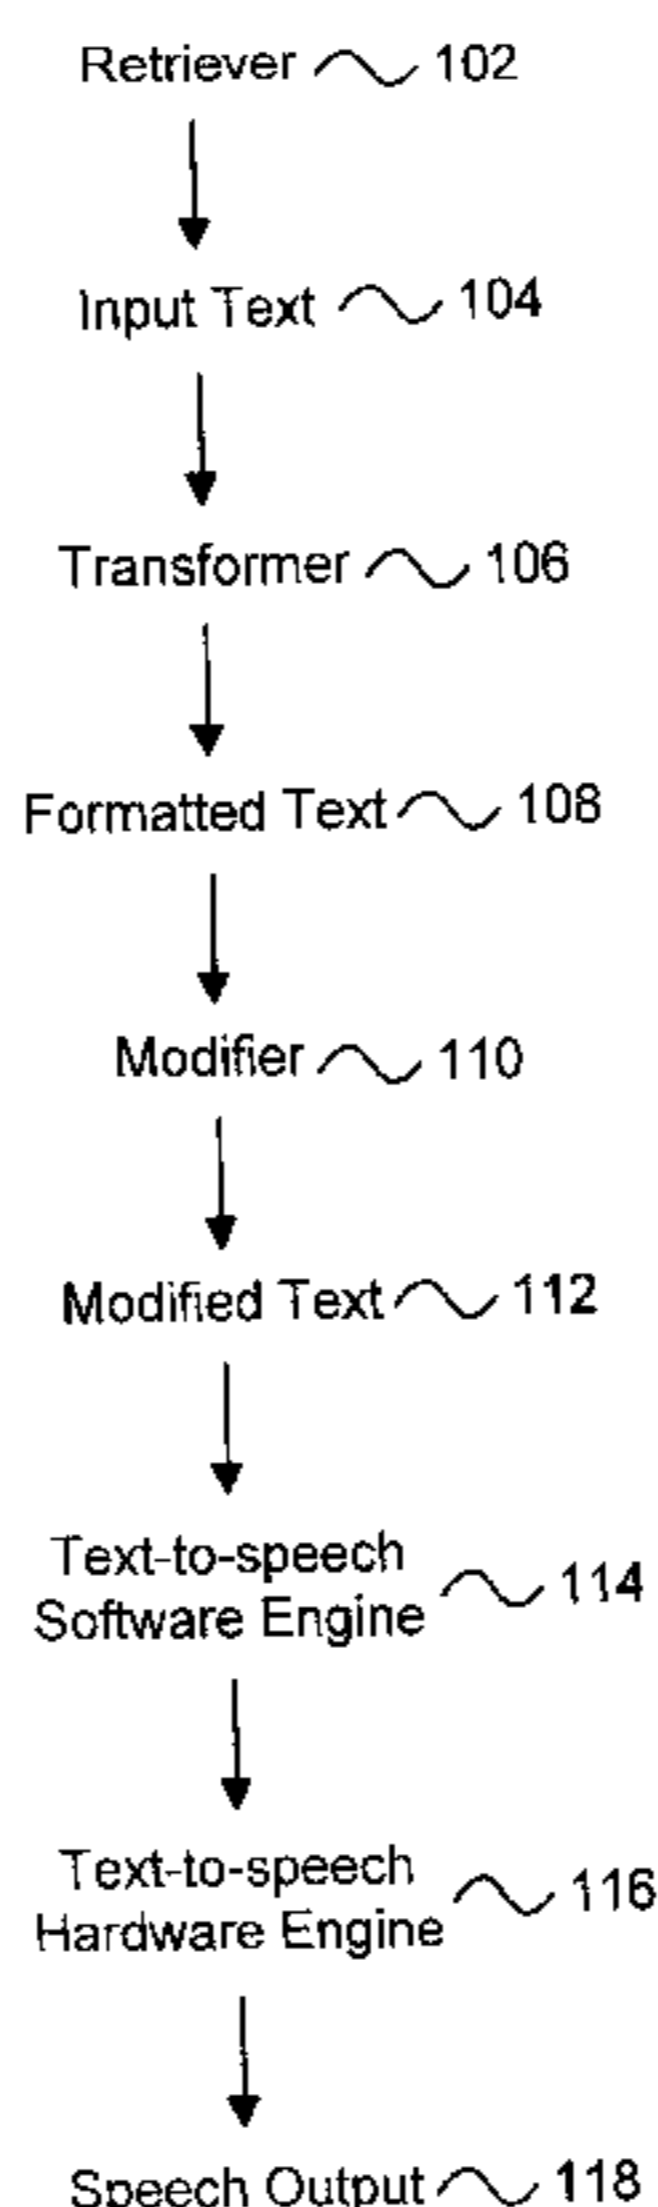 Retriever 102
Input Text 104
Transformer 106
Formatted Text 108
Modifier 110
Modified Text 112
Text-to-speech
Software Engine 114
Text-to-speech
Hardware Engine 116
Speech Output 118